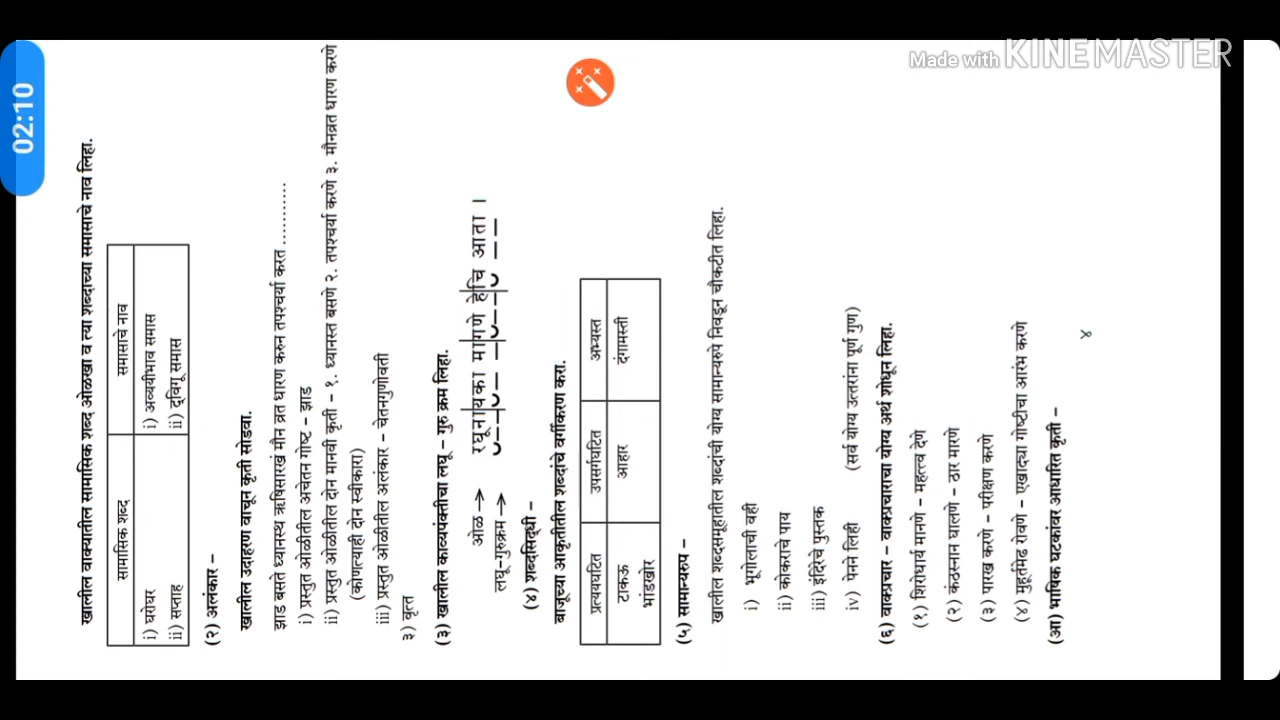 02:10
Made with KINEMASTER
खालील वाक्यातील सामासिक शब्द ओळखा व त्या शब्दाच्या समासाचे नाव लिहा.
सामासिक शब्द समासाचे नाव
i) घरोघर i) अव्ययीभाव समास
ii) सप्ताह ii) द्विगू समास
(२) अलंकार –
खालील उदाहरण वाचून कृती सोडवा.
झाड बसते ध्यानस्थ ऋषिसारखं मौन व्रत धारण करुन तपश्चर्या करत ...........
i) प्रस्तुत ओळीतील अचेतन गोष्ट – झाड
ii) प्रस्तुत ओळीतील दोन मानवी कृती – १. ध्यानस्त बसणे २. तपश्चर्या करणे ३. मौनव्रत धारण करणे
(कोणत्याही दोन स्वीकारा)
iii) प्रस्तुत ओळीतील अलंकार – चेतनगुणोक्ती
३) वृत्त
(३) खालील काव्यपंक्तीचा लघू – गुरु क्रम लिहा.
ओळ → रघूनायका मागणे हेचि आता ।
लघू–गुरुक्रम → ᴗ — — ᴗ — — ᴗ — — ᴗ — —
(४) शब्दसिद्धी –
बाजूच्या आकृतीतील शब्दांचे वर्गीकरण करा.
प्रत्ययघटित उपसर्गघटित अभ्यस्त
टाकऊ आहार दंगामस्ती
भांडखोर
(५) सामान्यरुप –
खालील शब्दसमूहातील शब्दांची योग्य सामान्यरुपे निवडून चौकटीत लिहा.
i) भूगोलाची वही
ii) कोकराचे पाय
iii) इंदिरेचे पुस्तक
iv) पेनने लिही (सर्व योग्य उत्तरांना पूर्ण गुण)
(६) वाक्प्रचार – वाक्प्रचाराचा योग्य अर्थ शोधून लिहा.
(१) शिरोधार्य मानणे – महत्त्व देणे
(२) कंठस्नान घालणे – ठार मारणे
(३) पारख करणे – परीक्षण करणे
(४) मुहूर्तमेढ रोवणे – एखाद्या गोष्टीचा आरंभ करणे
(आ) भाषिक घटकांवर आधारित कृती –
४